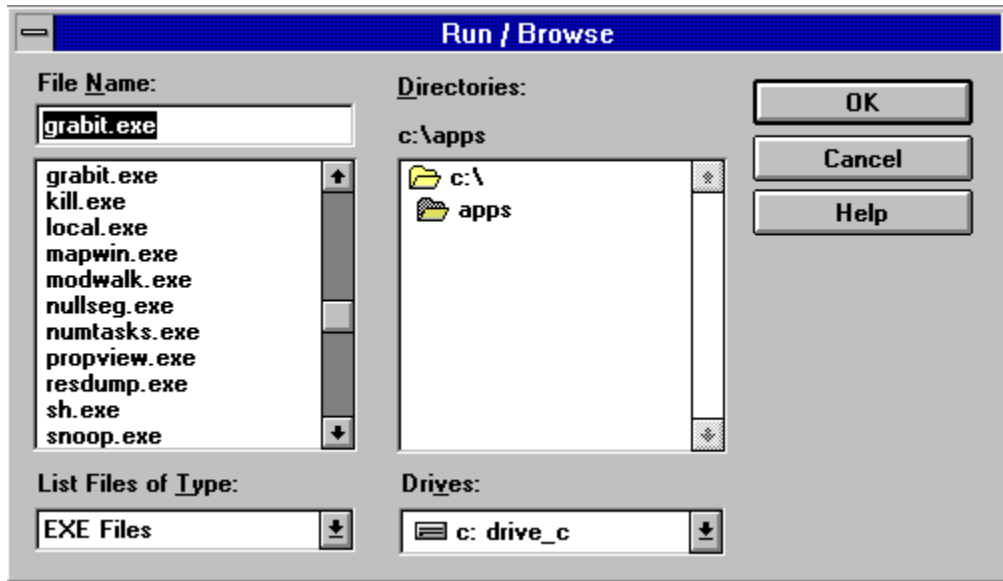 Run / Browse
File Name:
grabit.exe
grabit.exe
kill.exe
local.exe
mapwin.exe
modwalk.exe
nullseg.exe
numtasks.exe
propview.exe
resdump.exe
sh.exe
snoop.exe
List Files of Type:
EXE Files
Directories:
c:\apps
c:\
apps
Drives:
c: drive_c
OK
Cancel
Help